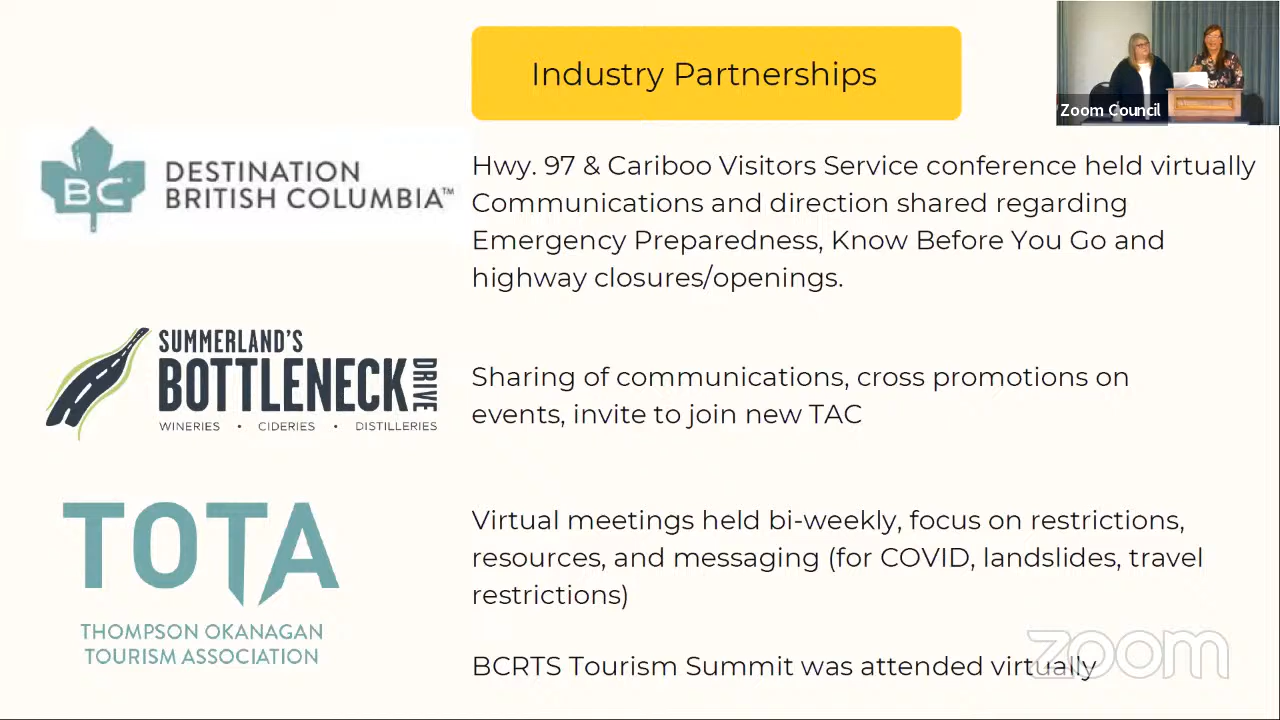 Industry Partnerships
Zoom Council
BC
DESTINATION
BRITISH COLUMBIA™
Hwy. 97 & Cariboo Visitors Service conference held virtually
Communications and direction shared regarding
Emergency Preparedness, Know Before You Go and
highway closures/openings.
SUMMERLAND'S
BOTTLENECK DRIVE
WINERIES • CIDERIES • DISTILLERIES
Sharing of communications, cross promotions on
events, invite to join new TAC
TOTA
THOMPSON OKANAGAN
TOURISM ASSOCIATION
Virtual meetings held bi-weekly, focus on restrictions,
resources, and messaging (for COVID, landslides, travel
restrictions)
BCRTS Tourism Summit was attended virtually
zoom